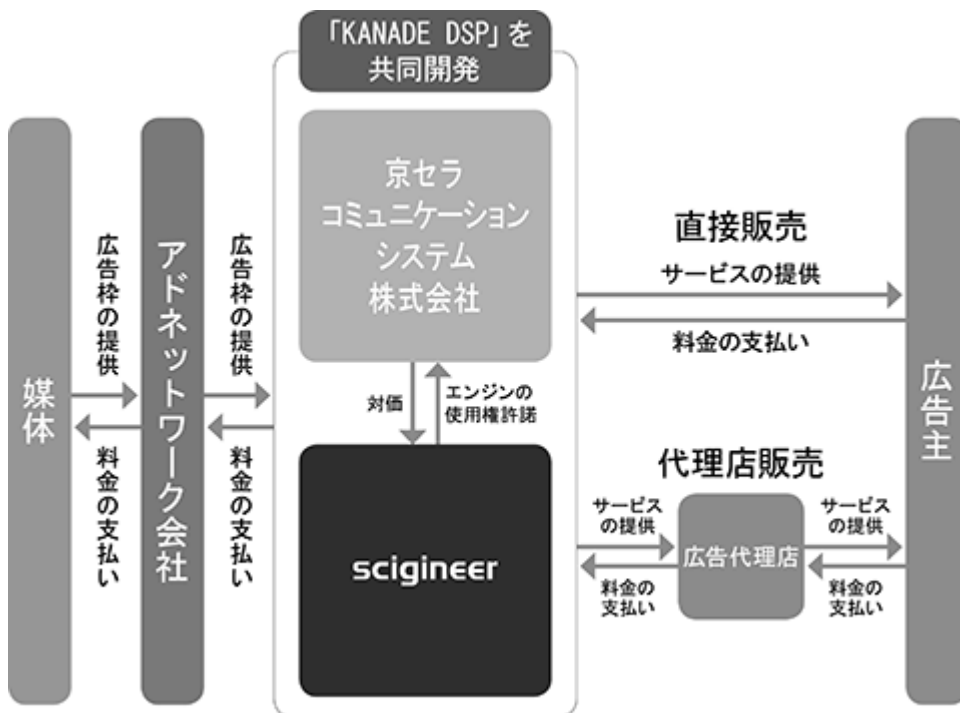 「KANADE DSP」を
共同開発
媒体
広告枠の提供
料金の支払い
アドネットワーク会社
広告枠の提供
料金の支払い
京セラ
コミュニケーション
システム
株式会社
対価
エンジンの
使用権許諾
scigineer
直接販売
サービスの提供
料金の支払い
代理店販売
サービス
の提供
料金の
支払い
広告代理店
サービス
の提供
料金の
支払い
広告主